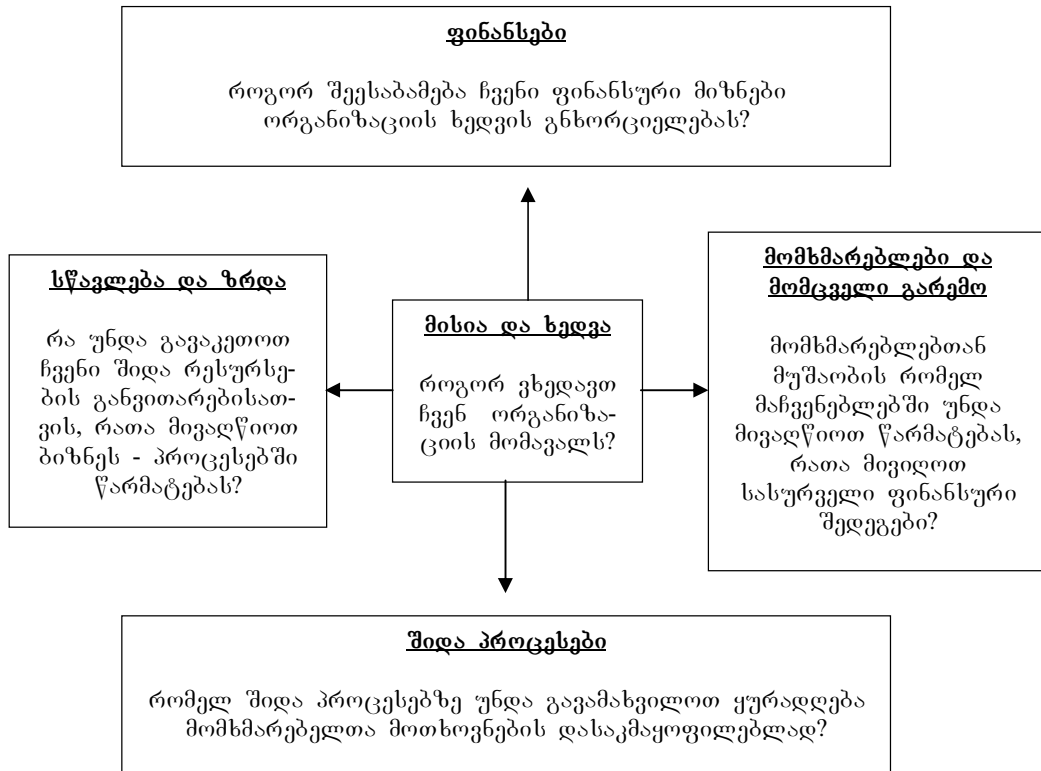 ფინანსები
როგორ შეესაბამება ჩვენი ფინანსური მიზნები
ორგანიზაციის ხედვის გნხორციელებას?
სწავლება და ზრდა
რა უნდა გავაკეთოთ
ჩვენი შიდა რესურსე-
ბის განვითარებისათ-
ვის, რათა მივაღწიოთ
ბიზნეს - პროცესებში
წარმატებას?
მისია და ხედვა
როგორ ვხედავთ
ჩვენ ორგანიზა-
ციის მომავალს?
მომხმარებლები და
მომცველი გარემო
მომხმარებლებთან
მუშაობის რომელ
მაჩვენებლებში უნდა
მივაღწიოთ წარმატებას,
რათა მივიღოთ
სასურველი ფინანსური
შედეგები?
შიდა პროცესები
რომელ შიდა პროცესებზე უნდა გავამახვილოთ ყურადღება
მომხმარებელთა მოთხოვნების დასაკმაყოფილებლად?